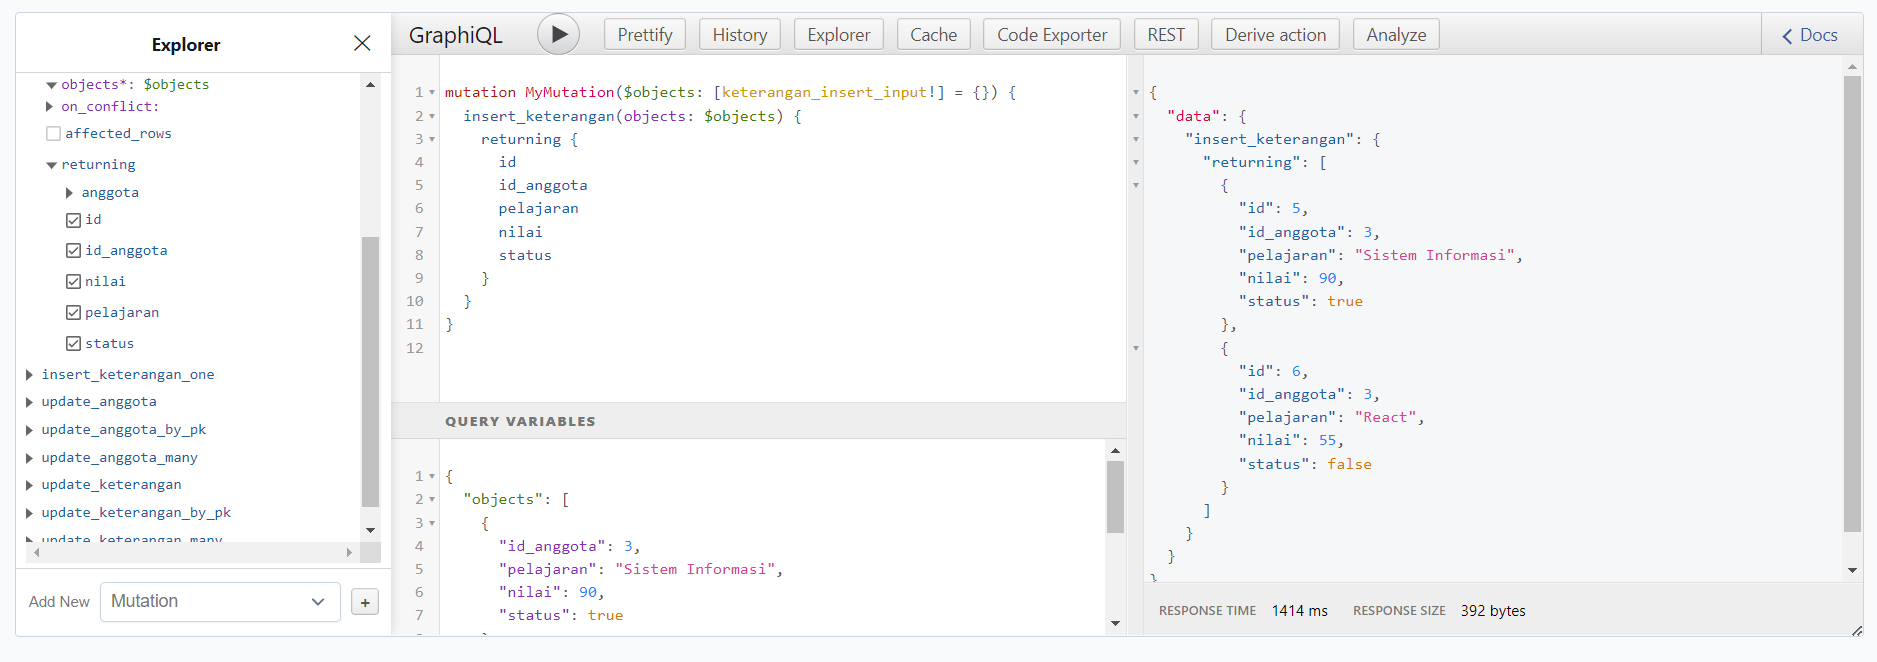 Explorer
objects*: $objects
on_conflict:
affected_rows
returning
anggota
id
id_anggota
nilai
pelajaran
status
insert_keterangan_one
update_anggota
update_anggota_by_pk
update_anggota_many
update_keterangan
update_keterangan_by_pk
update_keterangan_many
Add New Mutation +
GraphiQL Prettify History Explorer Cache Code Exporter REST Derive action Analyze Docs
1 mutation MyMutation($objects: [keterangan_insert_input!] = {}) {
2 insert_keterangan(objects: $objects) {
3 returning {
4 id
5 id_anggota
6 pelajaran
7 nilai
8 status
9 }
10 }
11 }
12
QUERY VARIABLES
1 {
2 "objects": [
3 {
4 "id_anggota": 3,
5 "pelajaran": "Sistem Informasi",
6 "nilai": 90,
7 "status": true
{
"data": {
"insert_keterangan": {
"returning": [
{
"id": 5,
"id_anggota": 3,
"pelajaran": "Sistem Informasi",
"nilai": 90,
"status": true
},
{
"id": 6,
"id_anggota": 3,
"pelajaran": "React",
"nilai": 55,
"status": false
}
]
}
}
}
RESPONSE TIME 1414 ms RESPONSE SIZE 392 bytes